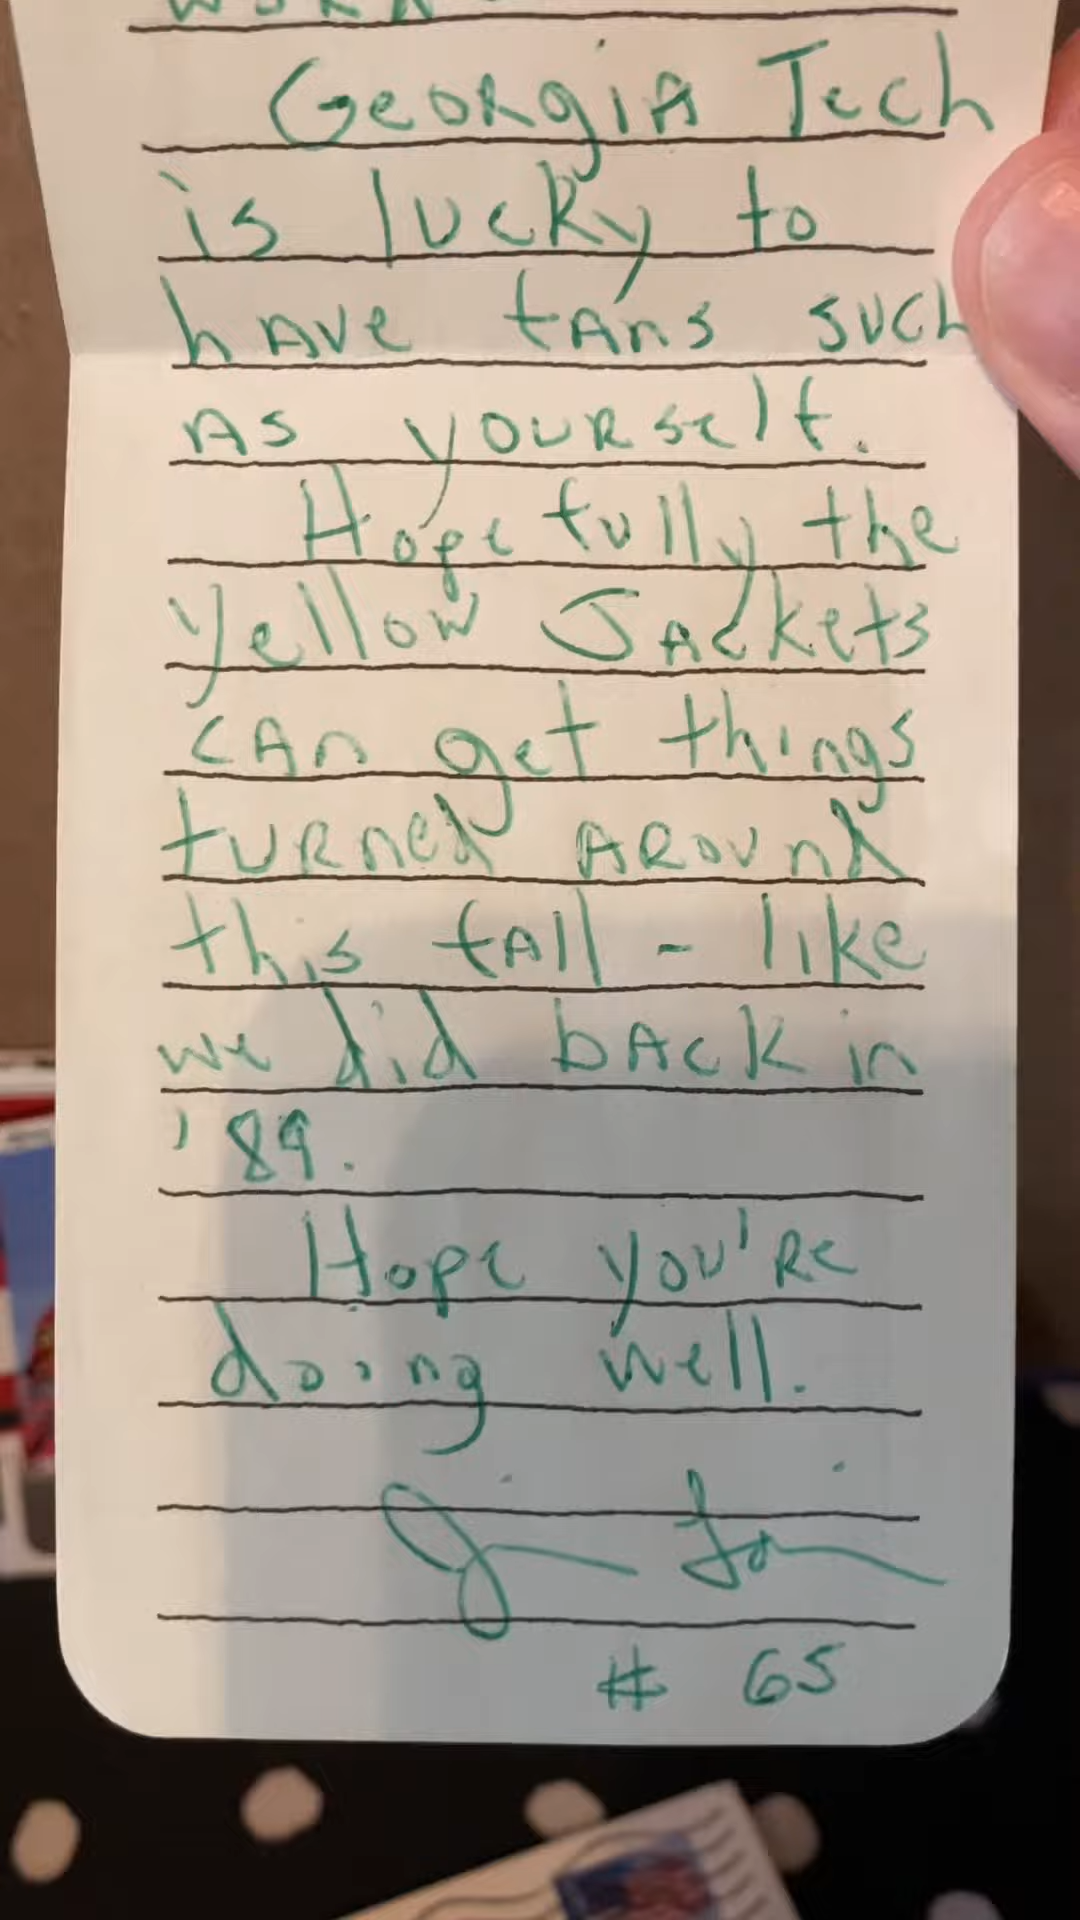 Georgia Tech
is lucky to
have fans such
as yourself.
Hopefully the
Yellow Jackets
can get things
turned around
this fall - like
we did back in
'89.
Hope you're
doing well.
# 65